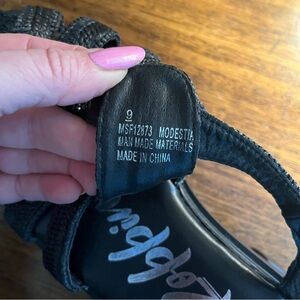 9
MSF12873 MODESTIA
MAN MADE MATERIALS
MADE IN CHINA